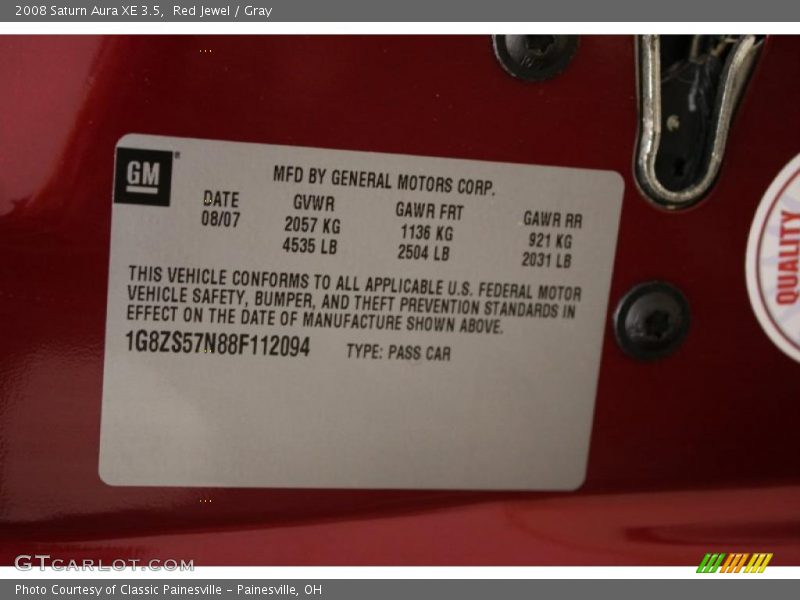 2008 Saturn Aura XE 3.5, Red Jewel / Gray
GM
MFD BY GENERAL MOTORS CORP.
DATE GVWR GAWR FRT GAWR RR
08/07 2057 KG 1136 KG 921 KG
4535 LB 2504 LB 2031 LB
THIS VEHICLE CONFORMS TO ALL APPLICABLE U.S. FEDERAL MOTOR
VEHICLE SAFETY, BUMPER, AND THEFT PREVENTION STANDARDS IN
EFFECT ON THE DATE OF MANUFACTURE SHOWN ABOVE.
1G8ZS57N88F112094 TYPE: PASS CAR
QUALITY
GTCARLOT.COM
Photo Courtesy of Classic Painesville - Painesville, OH